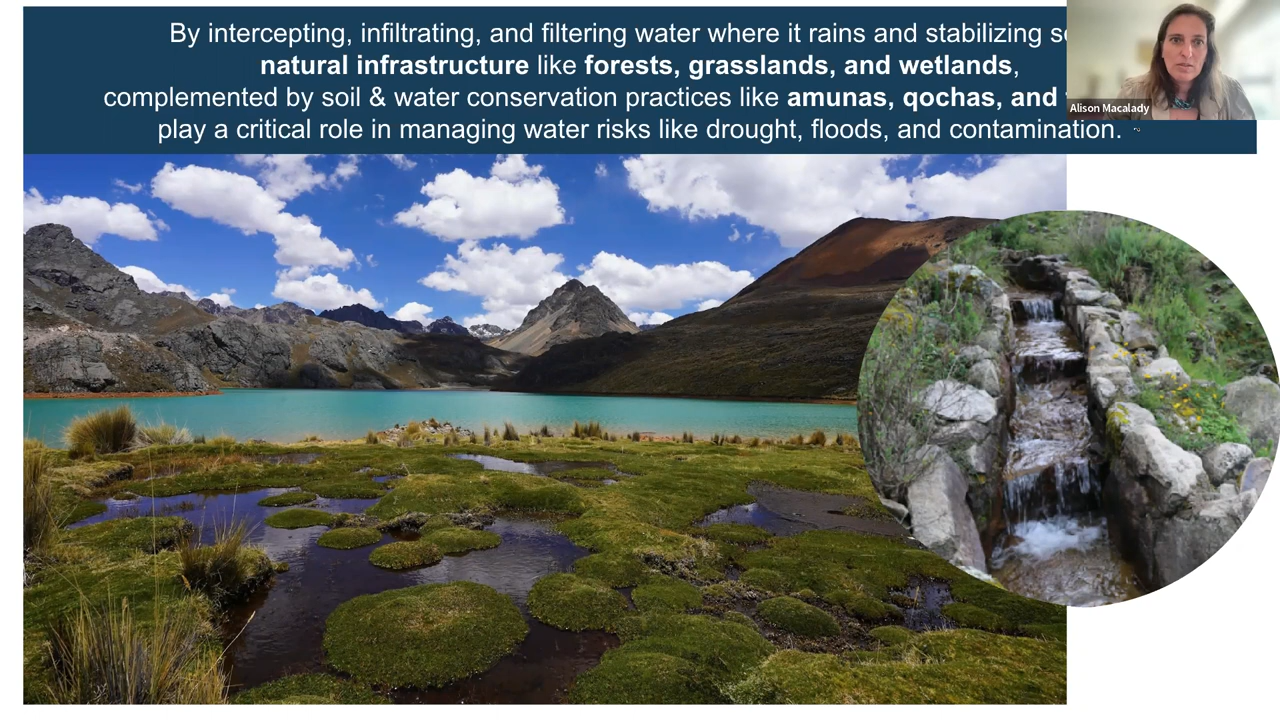 By intercepting, infiltrating, and filtering water where it rains and stabilizing
natural infrastructure like forests, grasslands, and wetlands,
complemented by soil & water conservation practices like amunas, qochas, and
play a critical role in managing water risks like drought, floods, and contamination.
Alison Macalady